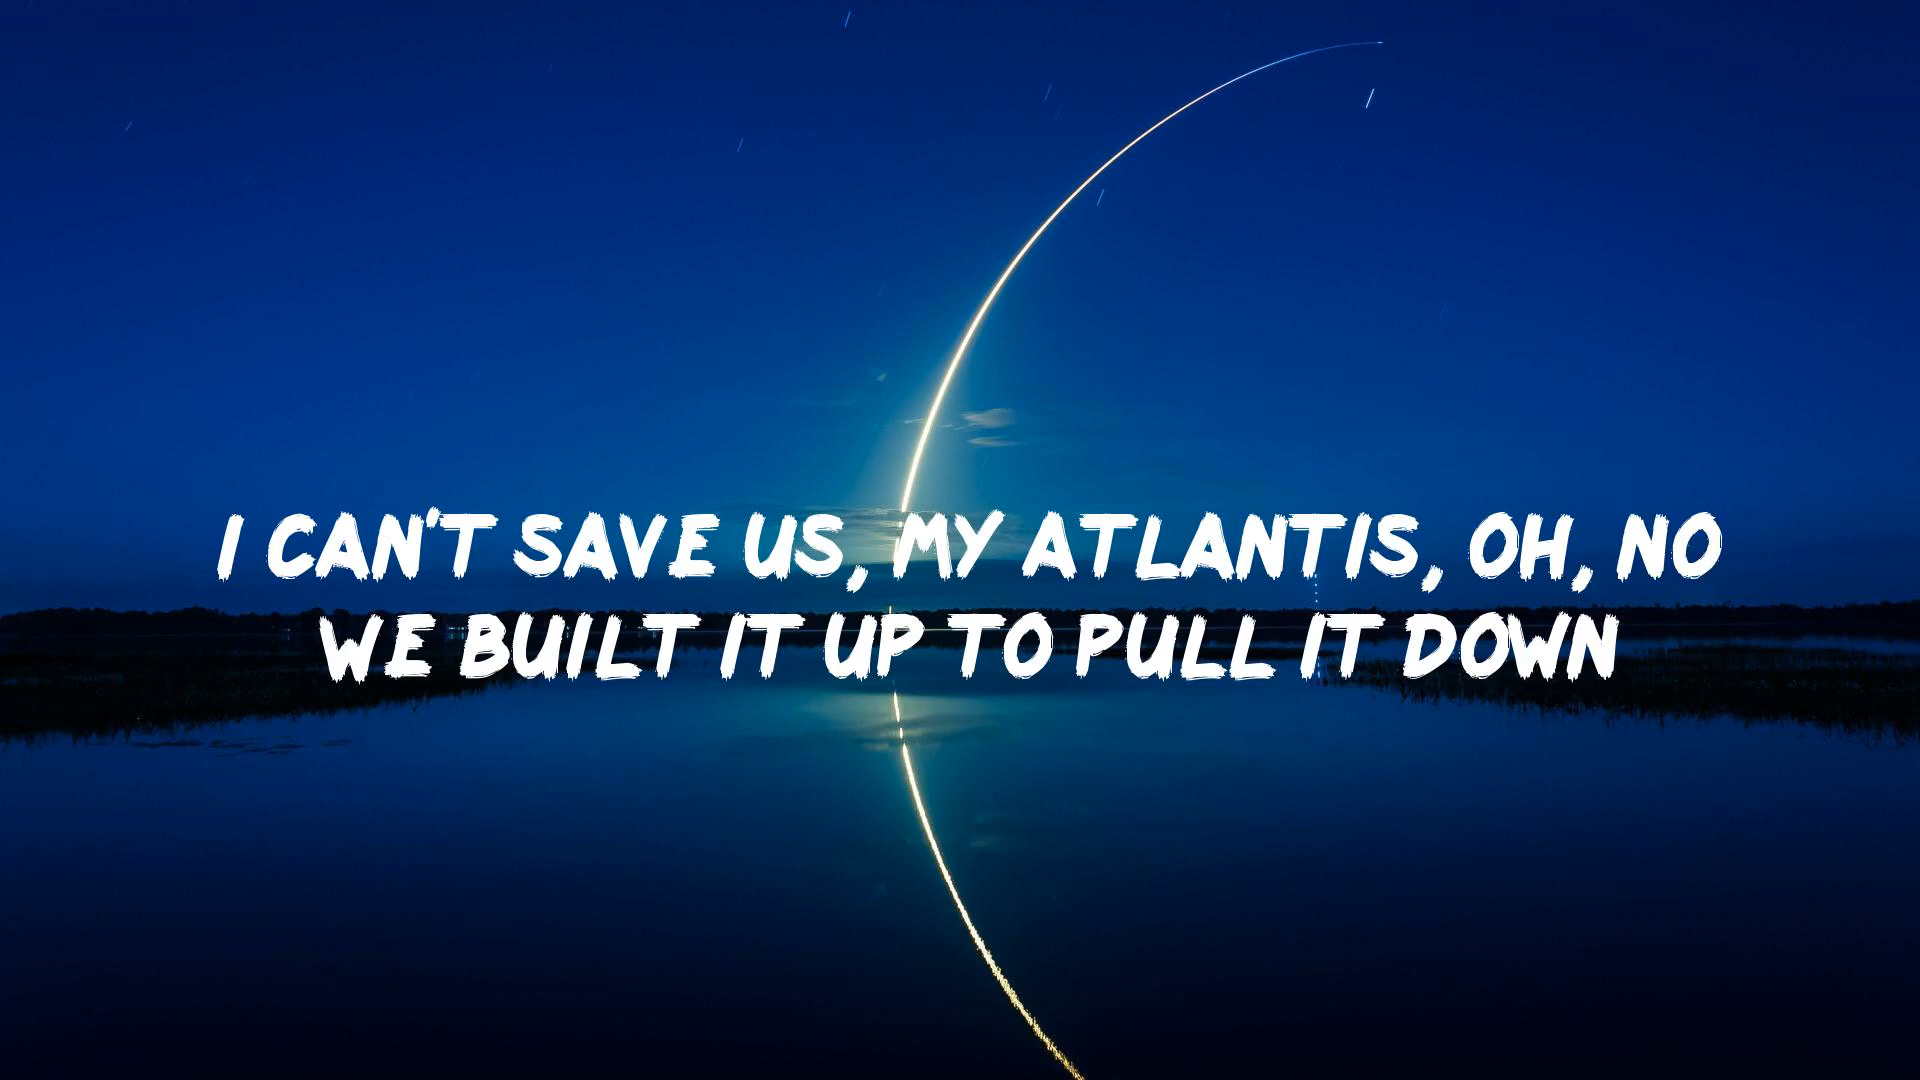 I CAN'T SAVE US, MY ATLANTIS, OH, NO
WE BUILT IT UP TO PULL IT DOWN